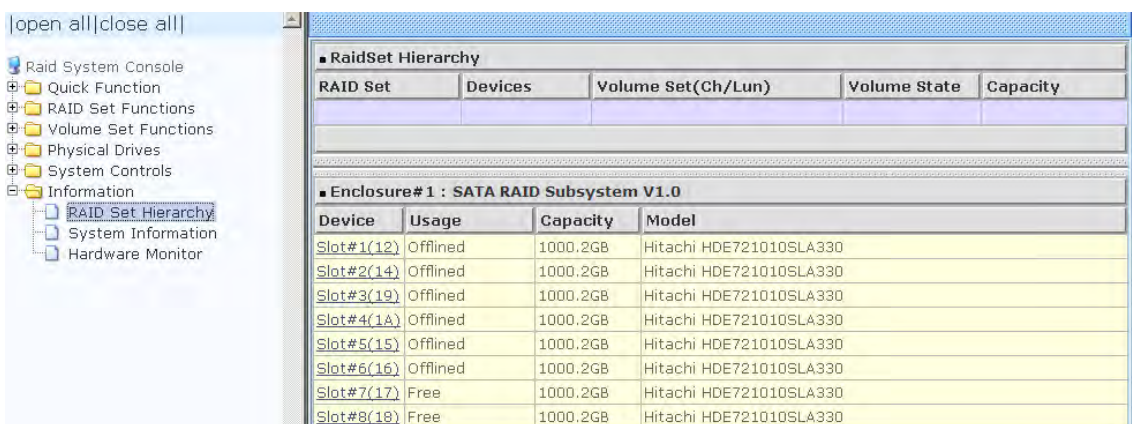 |open all|close all|
Raid System Console
Quick Function
RAID Set Functions
Volume Set Functions
Physical Drives
System Controls
Information
RAID Set Hierarchy
System Information
Hardware Monitor
RaidSet Hierarchy
RAID Set Devices Volume Set(Ch/Lun) Volume State Capacity
Enclosure#1 : SATA RAID Subsystem V1.0
Device Usage Capacity Model
Slot#1(12) Offlined 1000.2GB Hitachi HDE721010SLA330
Slot#2(14) Offlined 1000.2GB Hitachi HDE721010SLA330
Slot#3(19) Offlined 1000.2GB Hitachi HDE721010SLA330
Slot#4(1A) Offlined 1000.2GB Hitachi HDE721010SLA330
Slot#5(15) Offlined 1000.2GB Hitachi HDE721010SLA330
Slot#6(16) Offlined 1000.2GB Hitachi HDE721010SLA330
Slot#7(17) Free 1000.2GB Hitachi HDE721010SLA330
Slot#8(18) Free 1000.2GB Hitachi HDE721010SLA330